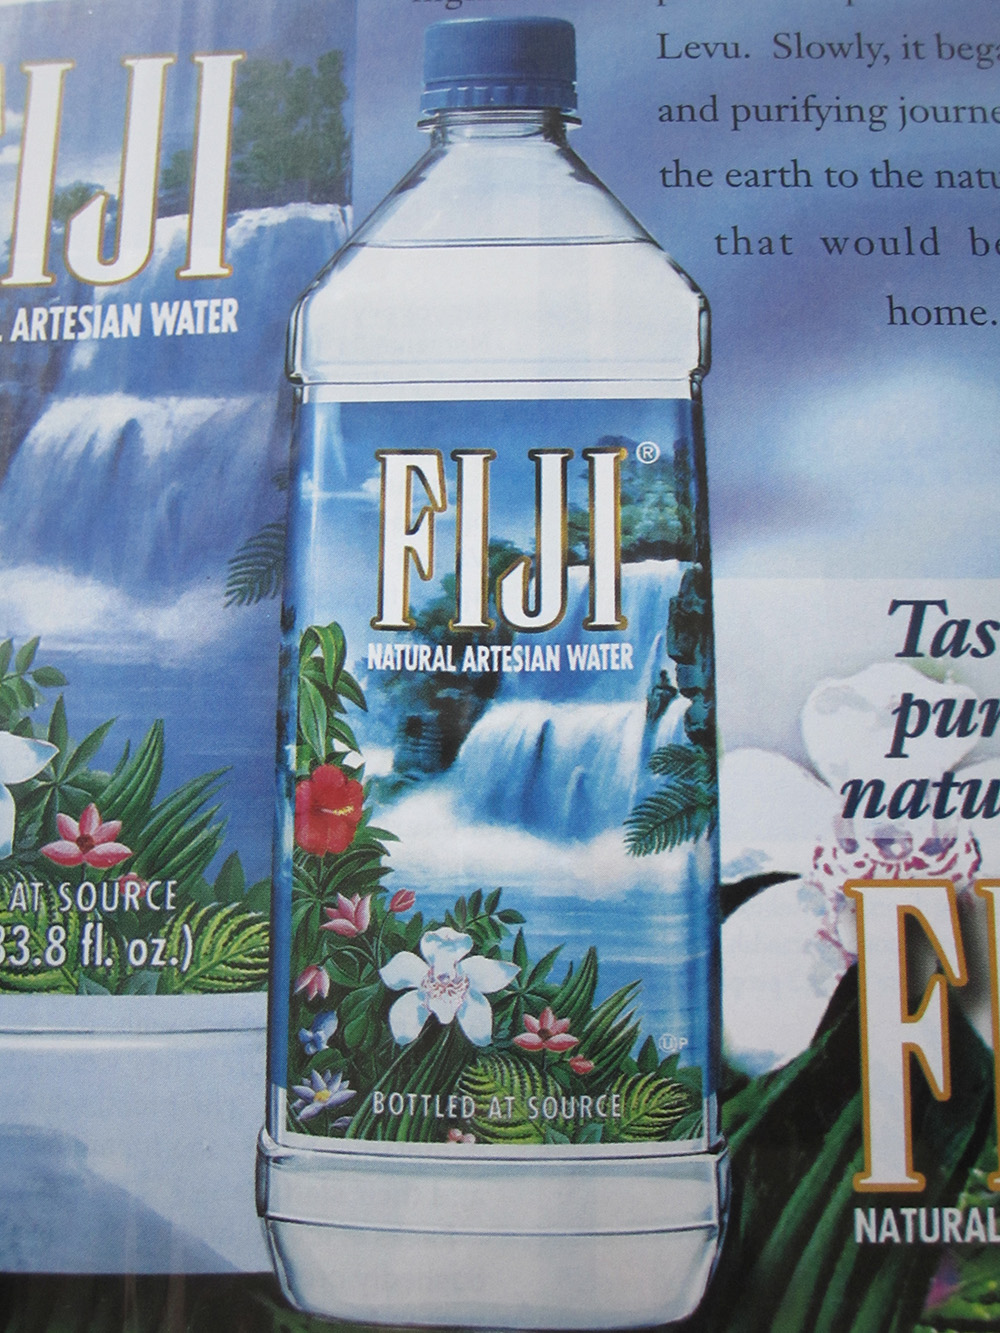 Levu. Slowly, it bega
and purifying journe
the earth to the natu
that would be
home.
FIJI
ARTESIAN WATER
AT SOURCE
33.8 fl. oz.)
FIJI®
NATURAL ARTESIAN WATER
UP
BOTTLED AT SOURCE
Tas
pur
natu
F
NATURAL